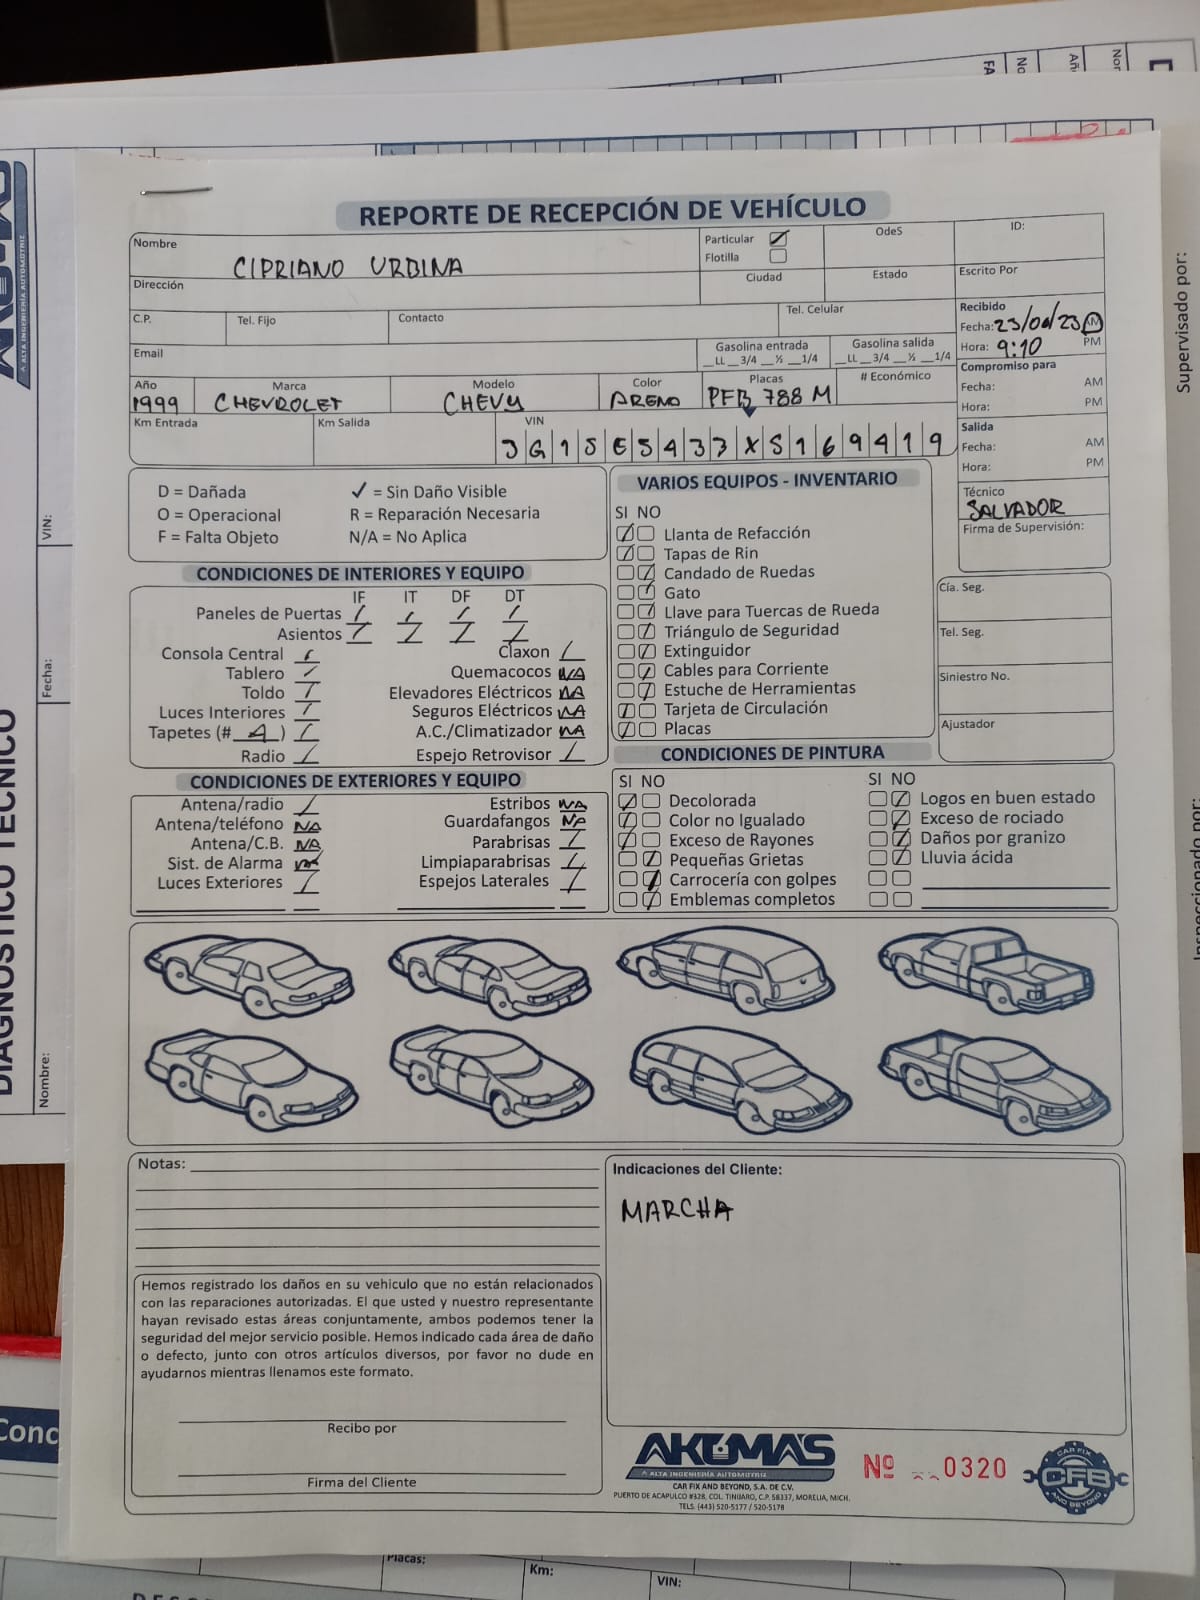 REPORTE DE RECEPCIÓN DE VEHÍCULO
Nombre
CIPRIANO URBINA
Particular
Flotilla
OdeS
ID:
Dirección
Ciudad
Estado
Escrito Por
C.P.
Tel. Fijo
Contacto
Tel. Celular
Recibido
Fecha: 23/06/23 AM
Hora: 9:10 PM
Email
Gasolina entrada
_LL _3/4 _½ _1/4
Gasolina salida
_LL _3/4 _½ _1/4
Compromiso para
Fecha: AM
Hora: PM
Año
1999
Marca
CHEVROLET
Modelo
CHEVY
Color
ARENA
Placas
PFB 788 M
# Económico
Km Entrada
Km Salida
VIN
3G1SE5433XS169419
Salida
Fecha: AM
Hora: PM
Técnico
SALVADOR
Firma de Supervisión:
D = Dañada
✓ = Sin Daño Visible
O = Operacional
R = Reparación Necesaria
F = Falta Objeto
N/A = No Aplica
CONDICIONES DE INTERIORES Y EQUIPO
IF IT DF DT
Paneles de Puertas
Asientos
Consola Central
Claxon
Tablero
Quemacocos NA
Toldo
Elevadores Eléctricos NA
Luces Interiores
Seguros Eléctricos NA
Tapetes (# 4 )
A.C./Climatizador NA
Radio
Espejo Retrovisor
CONDICIONES DE EXTERIORES Y EQUIPO
Antena/radio
Estribos NA
Antena/teléfono NA
Guardafangos NA
Antena/C.B. NA
Parabrisas
Sist. de Alarma
Limpiaparabrisas
Luces Exteriores
Espejos Laterales
VARIOS EQUIPOS - INVENTARIO
SI NO
Llanta de Refacción
Tapas de Rin
Candado de Ruedas
Gato
Llave para Tuercas de Rueda
Triángulo de Seguridad
Extinguidor
Cables para Corriente
Estuche de Herramientas
Tarjeta de Circulación
Placas
Cía. Seg.
Tel. Seg.
Siniestro No.
Ajustador
CONDICIONES DE PINTURA
SI NO
Decolorada
Color no Igualado
Exceso de Rayones
Pequeñas Grietas
Carrocería con golpes
Emblemas completos
SI NO
Logos en buen estado
Exceso de rociado
Daños por granizo
Lluvia ácida
Notas:
Indicaciones del Cliente:
MARCHA
Hemos registrado los daños en su vehiculo que no están relacionados
con las reparaciones autorizadas. El que usted y nuestro representante
hayan revisado estas áreas conjuntamente, ambos podemos tener la
seguridad del mejor servicio posible. Hemos indicado cada área de daño
o defecto, junto con otros artículos diversos, por favor no dude en
ayudarnos mientras llenamos este formato.
Recibo por
Firma del Cliente
AKUMA'S
ALTA INGENIERÍA AUTOMOTRIZ
CAR FIX AND BEYOND, S.A. DE C.V.
PUERTO DE ACAPULCO #328, COL. TINIJARO, C.P. 58337, MORELIA, MICH.
TELS. (443) 520-5177 / 520-5178
Nº 0320
CAR FIX
CFB
AND BEYOND
DIAGNÓSTICO TÉCNICO
Nombre:
Fecha:
VIN:
Supervisado por:
Inspeccionado por:
Conc
Placas:
Km:
VIN: